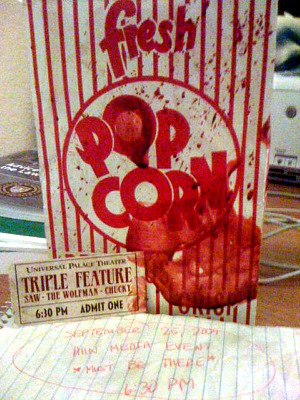 fresh
POP
CORN
UNIVERSAL PALACE THEATER
TRIPLE FEATURE
SAW · THE WOLFMAN · CHUCKY
6:30 PM ADMIT ONE
SEPTEMBER 26 2009
MEDIA EVENT
*MUST BE THERE*
6:30 PM